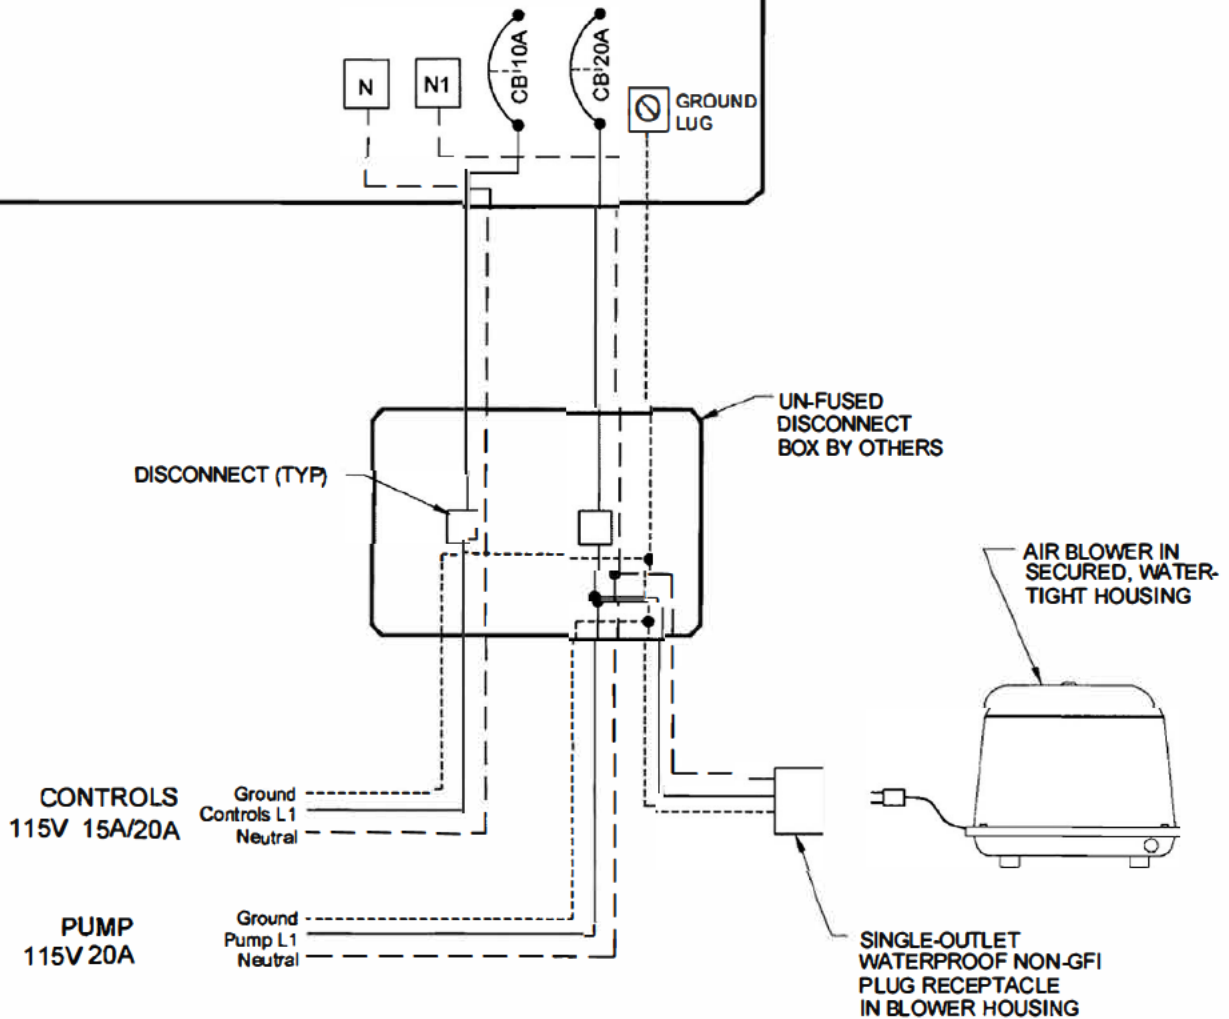 CB 10A
CB 20A
N
N1
GROUND
LUG
UN-FUSED
DISCONNECT
BOX BY OTHERS
DISCONNECT (TYP)
AIR BLOWER IN
SECURED, WATER-
TIGHT HOUSING
CONTROLS
115V 15A/20A
Ground
Controls L1
Neutral
PUMP
115V 20A
Ground
Pump L1
Neutral
SINGLE-OUTLET
WATERPROOF NON-GFI
PLUG RECEPTACLE
IN BLOWER HOUSING